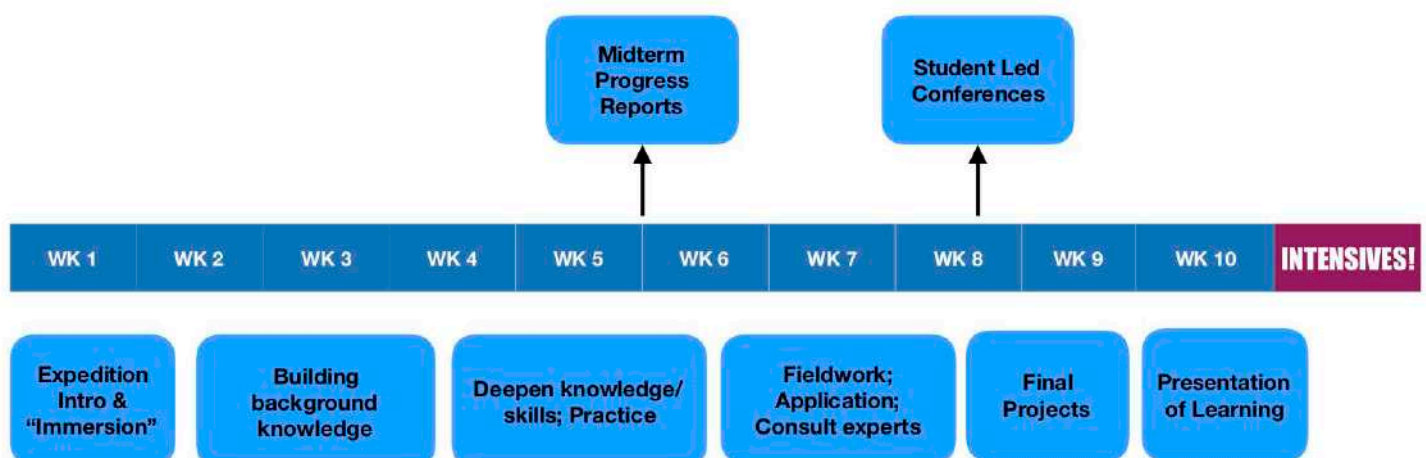 Midterm
Progress
Reports
Student Led
Conferences
WK 1
WK 2
WK 3
WK 4
WK 5
WK 6
WK 7
WK 8
WK 9
WK 10
INTENSIVES!
Expedition
Intro &
“Immersion”
Building
background
knowledge
Deepen knowledge/
skills; Practice
Fieldwork;
Application;
Consult experts
Final
Projects
Presentation
of Learning